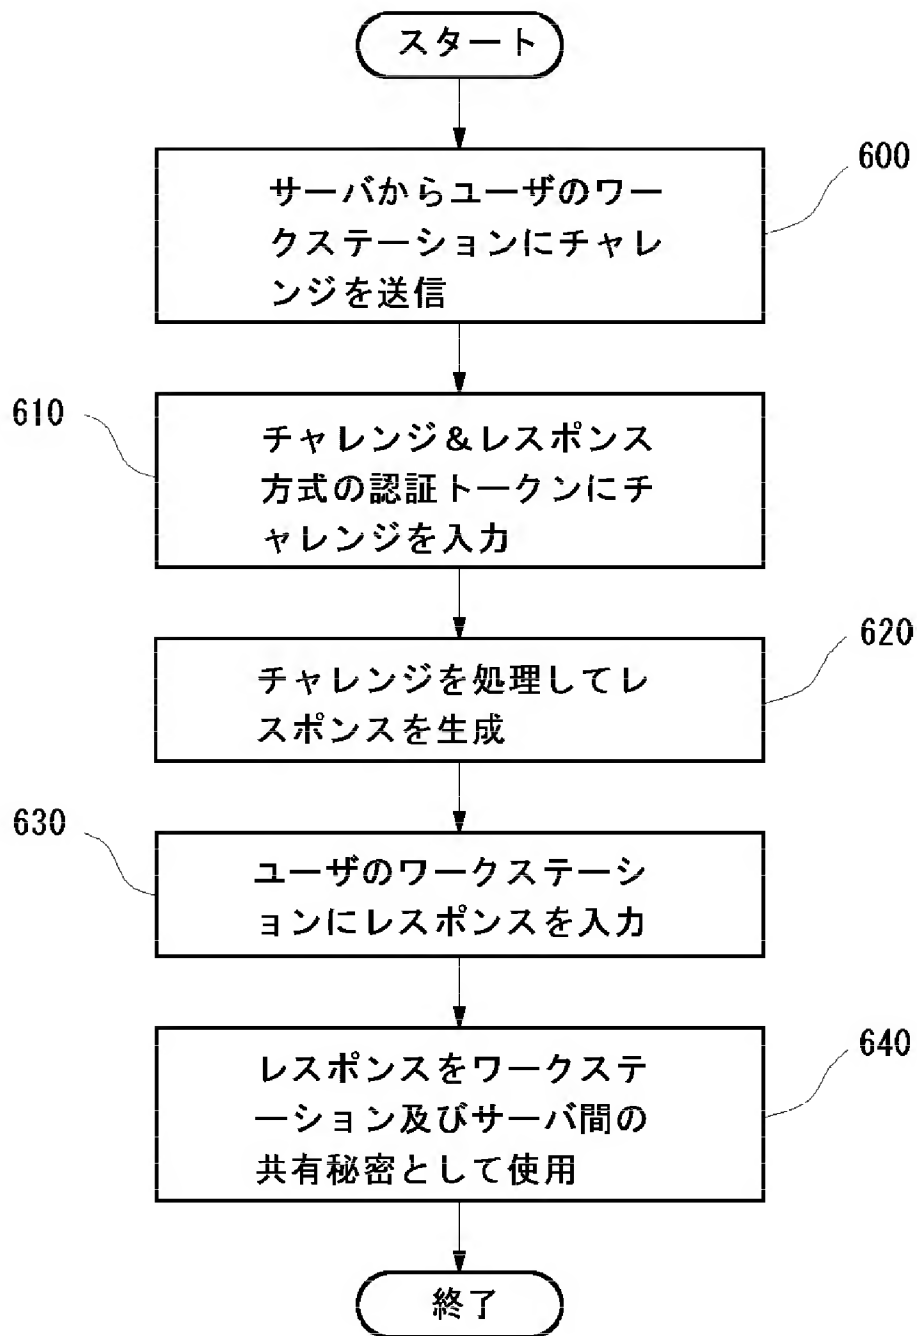 スタート
600
サーバからユーザのワー
クステーションにチャレ
ンジを送信
610
チャレンジ&レスポンス
方式の認証トークンにチ
ャレンジを入力
620
チャレンジを処理してレ
スポンスを生成
630
ユーザのワークステーシ
ョンにレスポンスを入力
640
レスポンスをワークステ
ーション及びサーバ間の
共有秘密として使用
終了